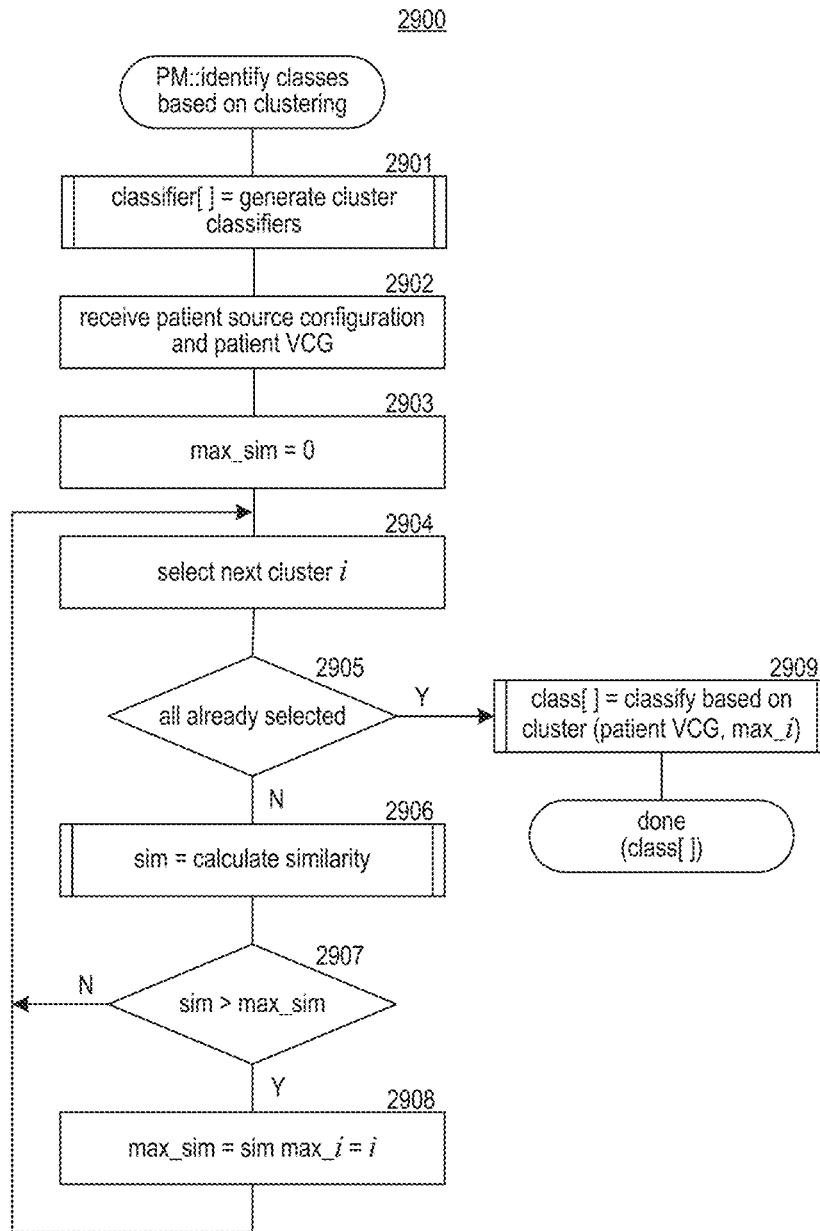 2900
PM::identify classes
based on clustering
2901
classifier[ ] = generate cluster
classifiers
2902
receive patient source configuration
and patient VCG
2903
max_sim = 0
2904
select next cluster i
2905
all already selected
Y
2909
class[ ] = classify based on
cluster (patient VCG, max_i)
done
(class[ ])
N
2906
sim = calculate similarity
2907
N
sim > max_sim
Y
2908
max_sim = sim max_i = i